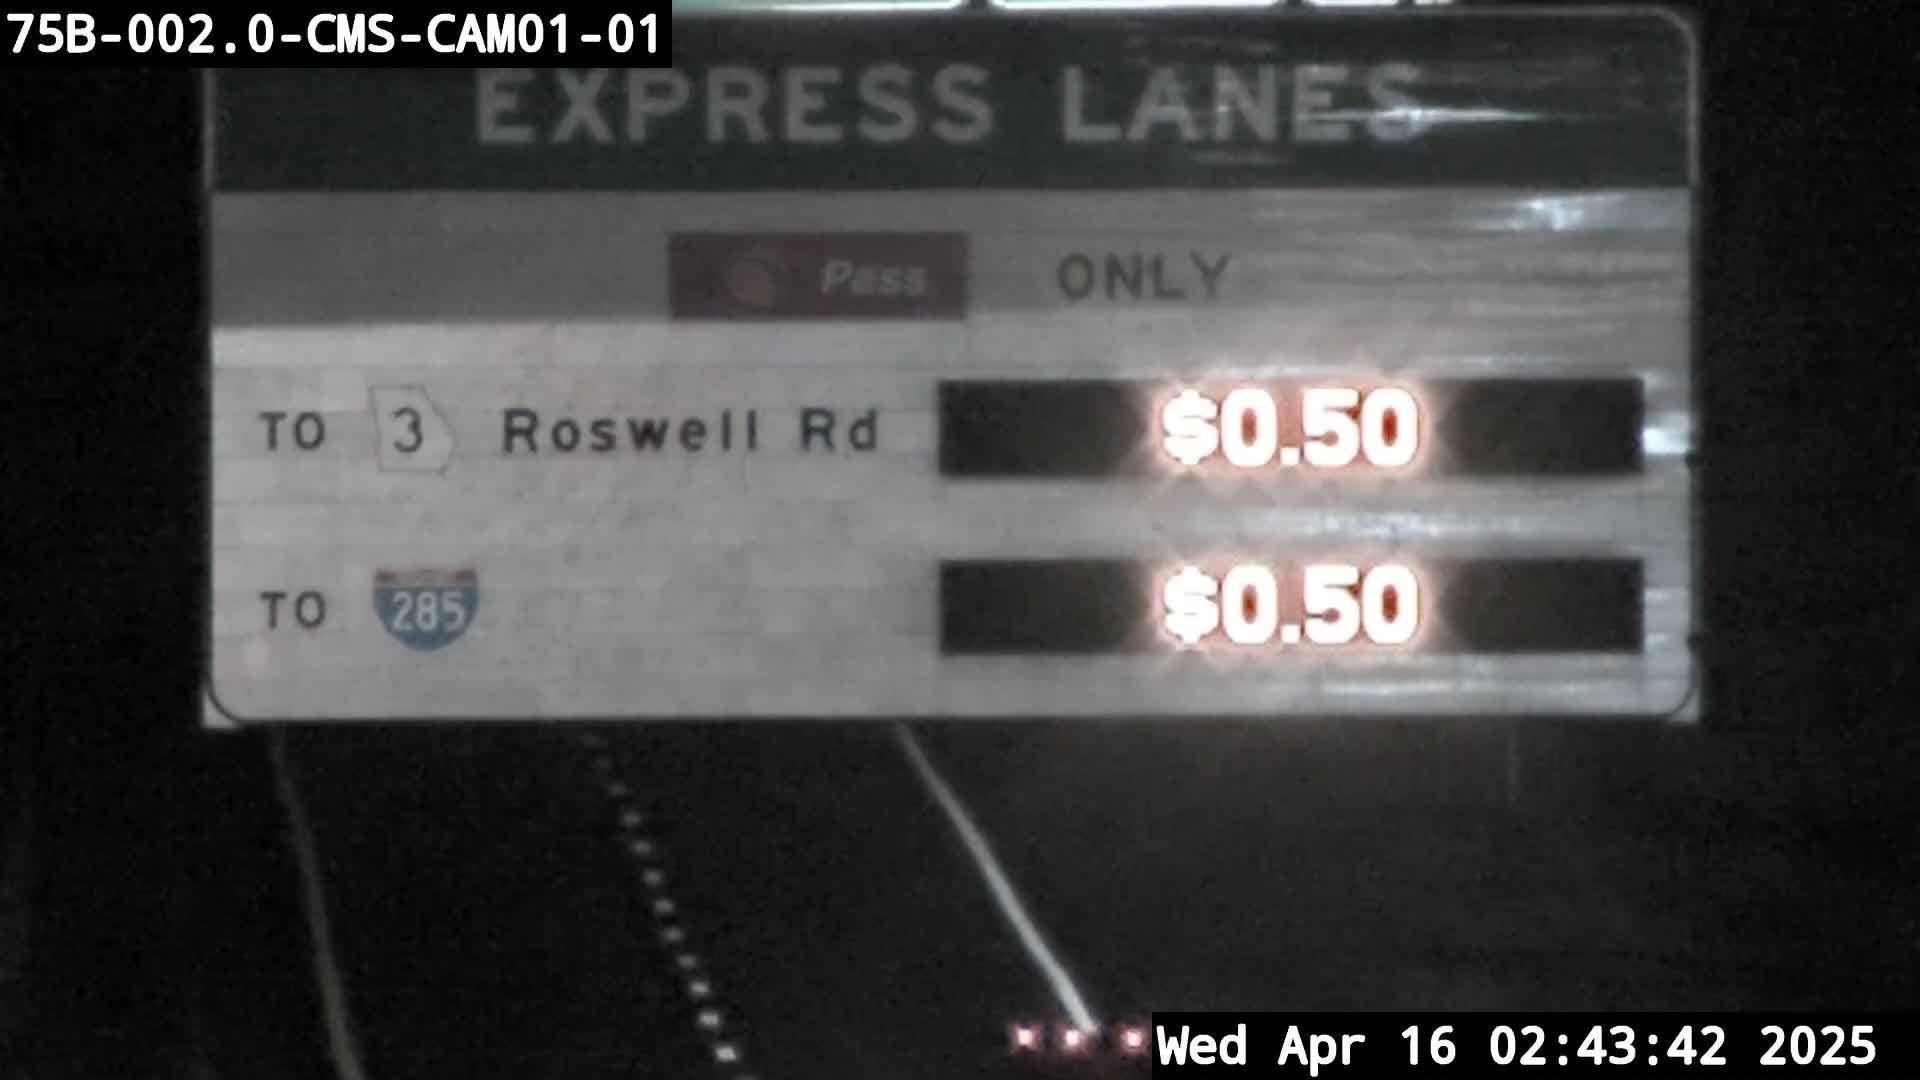 75B-002.0-CMS-CAM01-01
EXPRESS LANES
Pass ONLY
TO 3 Roswell Rd $0.50
TO 285 $0.50
Wed Apr 16 02:43:42 2025